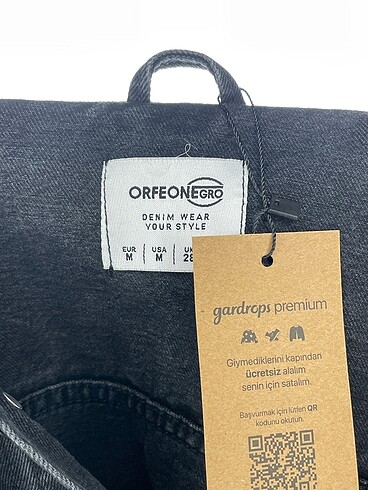 ORFEONEGRO
DENIM WEAR
YOUR STYLE
EUR USA
M M 28
gardrops premium
Giymediklerini kapından
ücretsiz alalım
senin için satalım.
Başvurmak için lütfen QR
kodunu okutun.